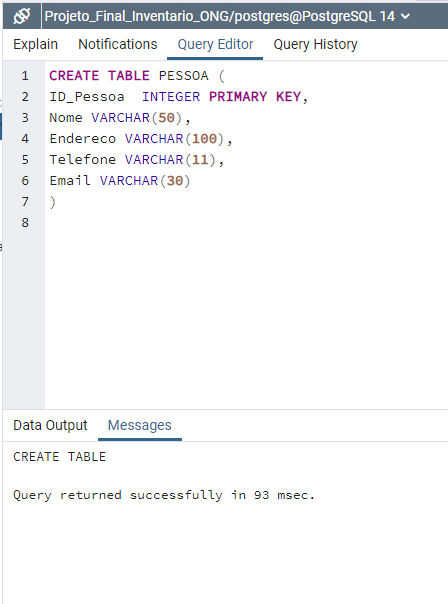 Projeto_Final_Inventario_ONG/postgres@PostgreSQL 14
Explain Notifications Query Editor Query History
1 CREATE TABLE PESSOA (
2 ID_Pessoa  INTEGER PRIMARY KEY,
3 Nome VARCHAR(50),
4 Endereco VARCHAR(100),
5 Telefone VARCHAR(11),
6 Email VARCHAR(30)
7 )
8
Data Output Messages
CREATE TABLE
Query returned successfully in 93 msec.